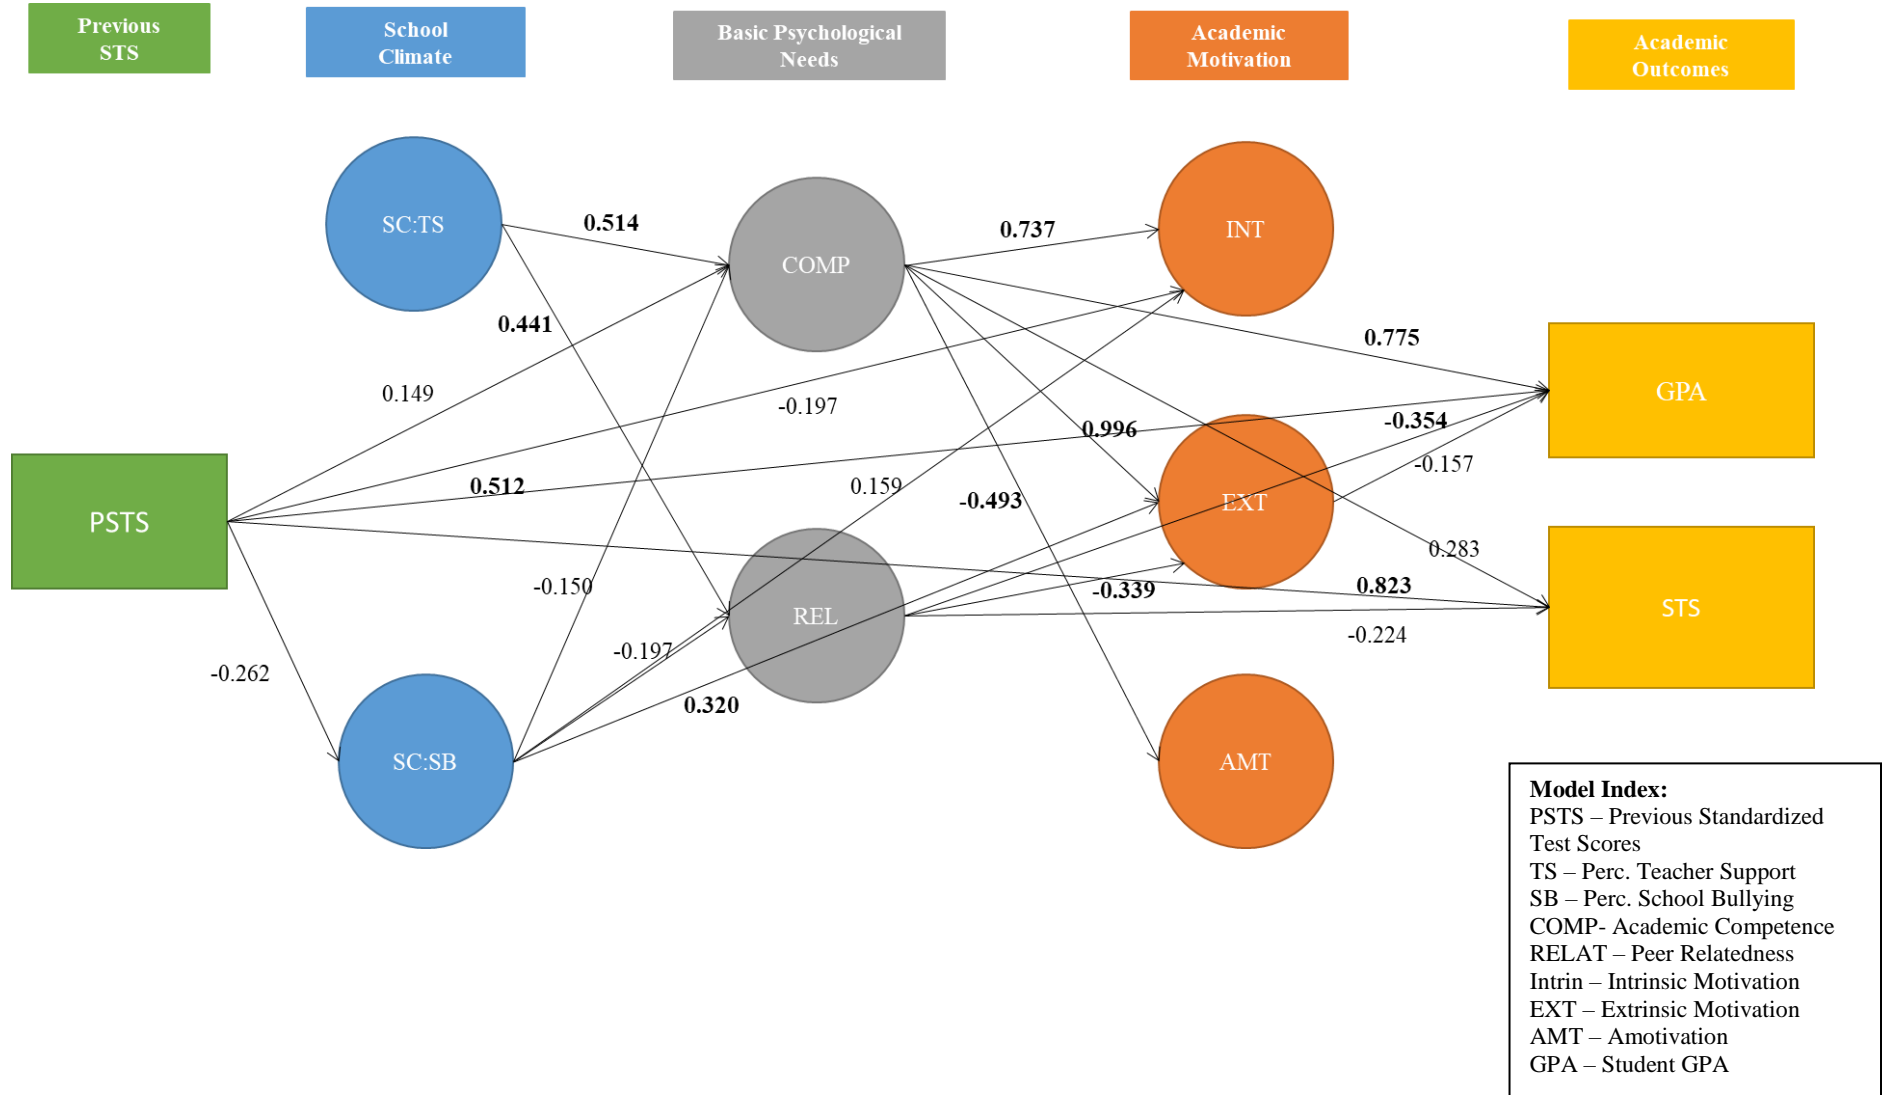 Previous
STS
School
Climate
Basic Psychological
Needs
Academic
Motivation
Academic
Outcomes
SC:TS
0.514
COMP
0.737
INT
0.441
0.775
0.149
-0.197
GPA
0.996
-0.354
-0.157
PSTS
0.512
0.159
-0.493
EXT
0.283
-0.150
-0.339
0.823
STS
REL
-0.224
-0.197
-0.262
0.320
SC:SB
AMT
Model Index:
PSTS – Previous Standardized
Test Scores
TS – Perc. Teacher Support
SB – Perc. School Bullying
COMP- Academic Competence
RELAT – Peer Relatedness
Intrin – Intrinsic Motivation
EXT – Extrinsic Motivation
AMT – Amotivation
GPA – Student GPA